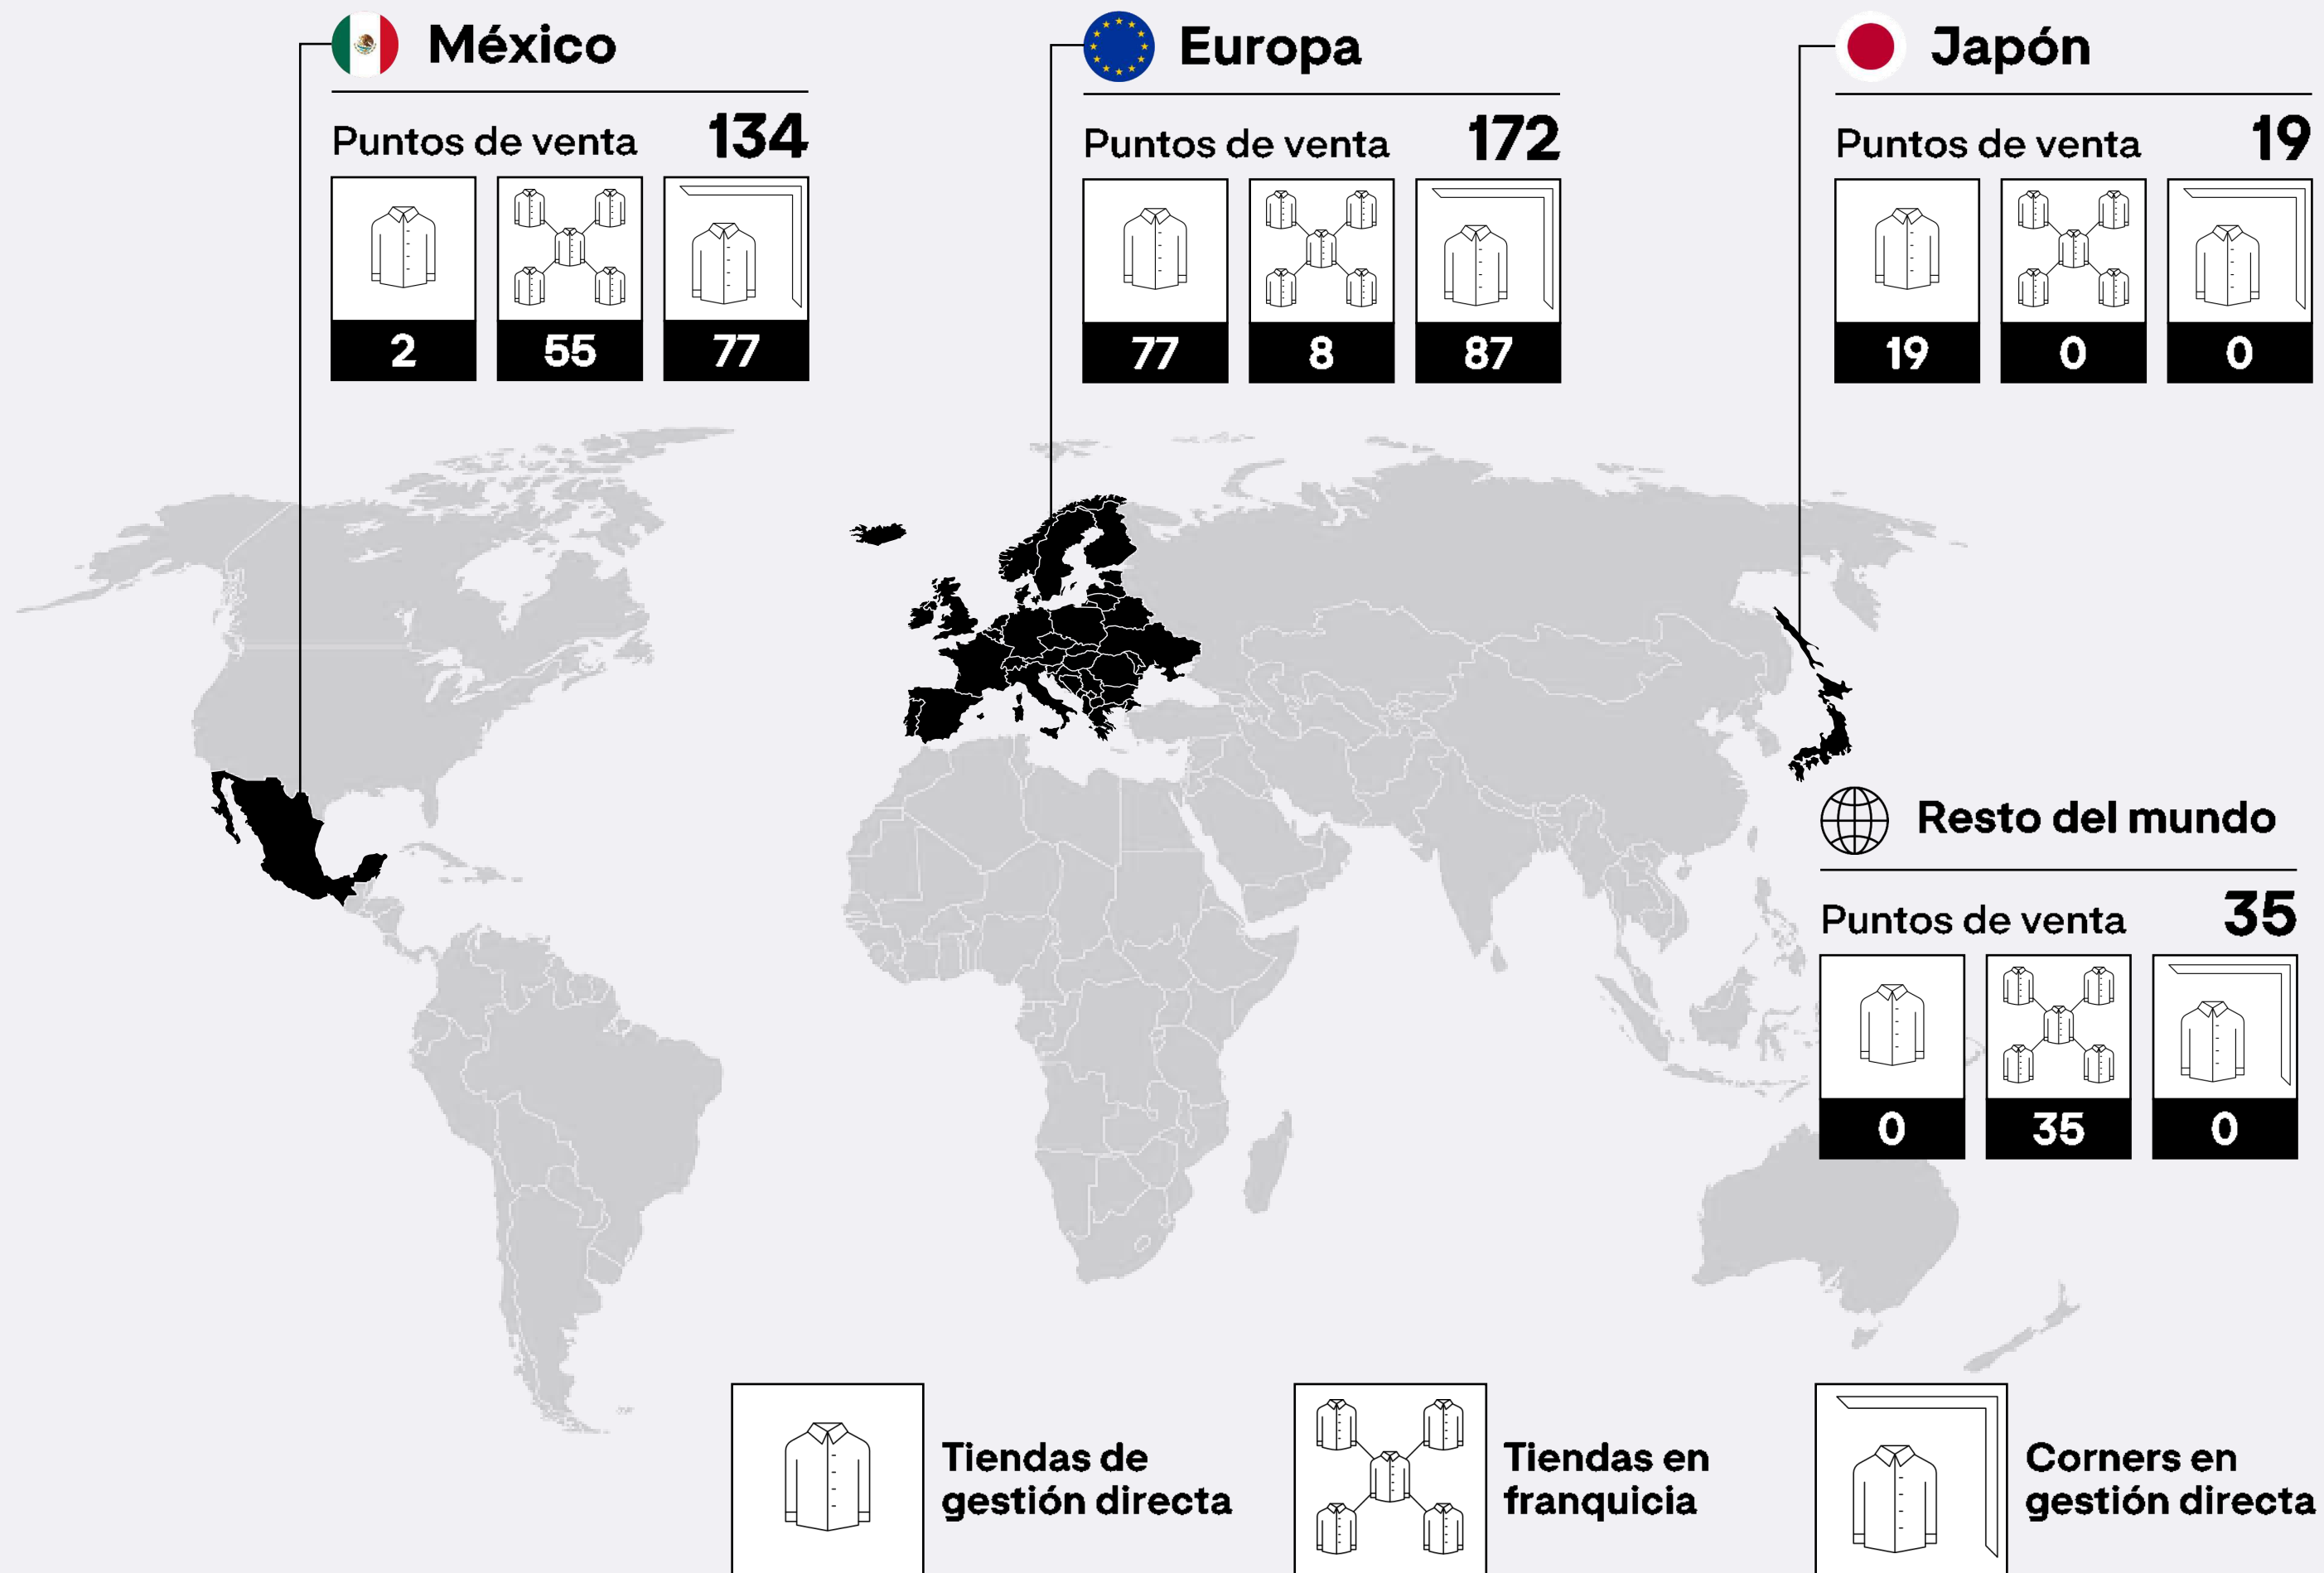 México
Puntos de venta 134
2 55 77
Europa
Puntos de venta 172
77 8 87
Japón
Puntos de venta 19
19 0 0
Resto del mundo
Puntos de venta 35
0 35 0
Tiendas de
gestión directa
Tiendas en
franquicia
Corners en
gestión directa